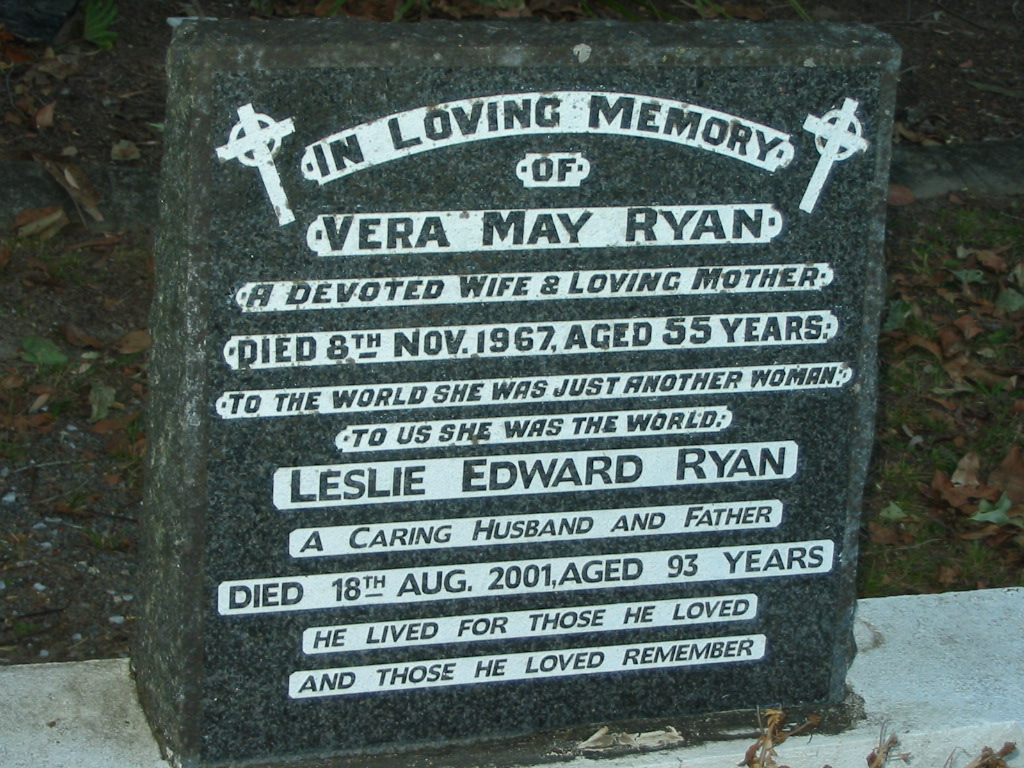 IN LOVING MEMORY
OF
VERA MAY RYAN
A DEVOTED WIFE & LOVING MOTHER
DIED 8TH NOV. 1967, AGED 55 YEARS.
TO THE WORLD SHE WAS JUST ANOTHER WOMAN,
TO US SHE WAS THE WORLD.
LESLIE EDWARD RYAN
A CARING HUSBAND AND FATHER
DIED 18TH AUG. 2001, AGED 93 YEARS
HE LIVED FOR THOSE HE LOVED
AND THOSE HE LOVED REMEMBER